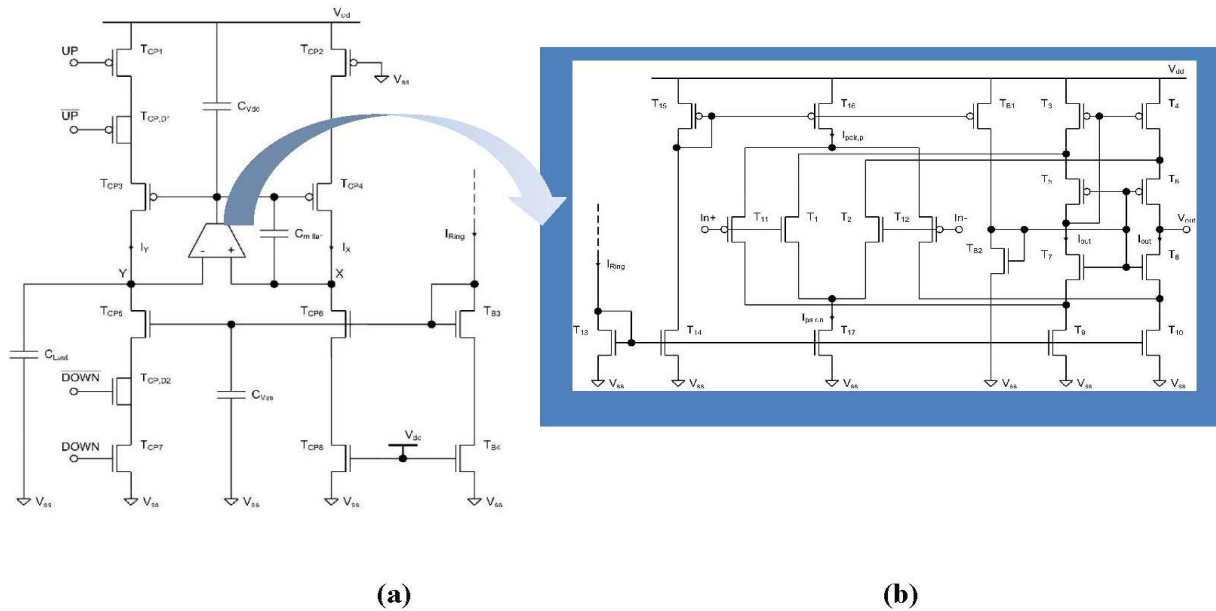 Vdd
UP
TCP1
TCP2
Vss
UP
TCP,D1
CVdd
TCP3
TCP4
Cmiller
IRing
IY
IX
- +
Y
X
TCP5
TCP6
TB3
CLast
DOWN
TCP,D2
CVss
DOWN
TCP7
TCP8
Vdd
TB4
Vss
Vss
Vss
Vss
Vss
(a)
Vdd
T15
T16
TB1
T3
T4
Ipair,p
In+
T11
T1
T2
T12
In-
T5
T6
Vout
TB2
Iout
Iout
T7
T8
IRing
Ipair,n
T13
T14
T17
T9
T10
Vss
Vss
Vss
Vss
Vss
Vss
(b)